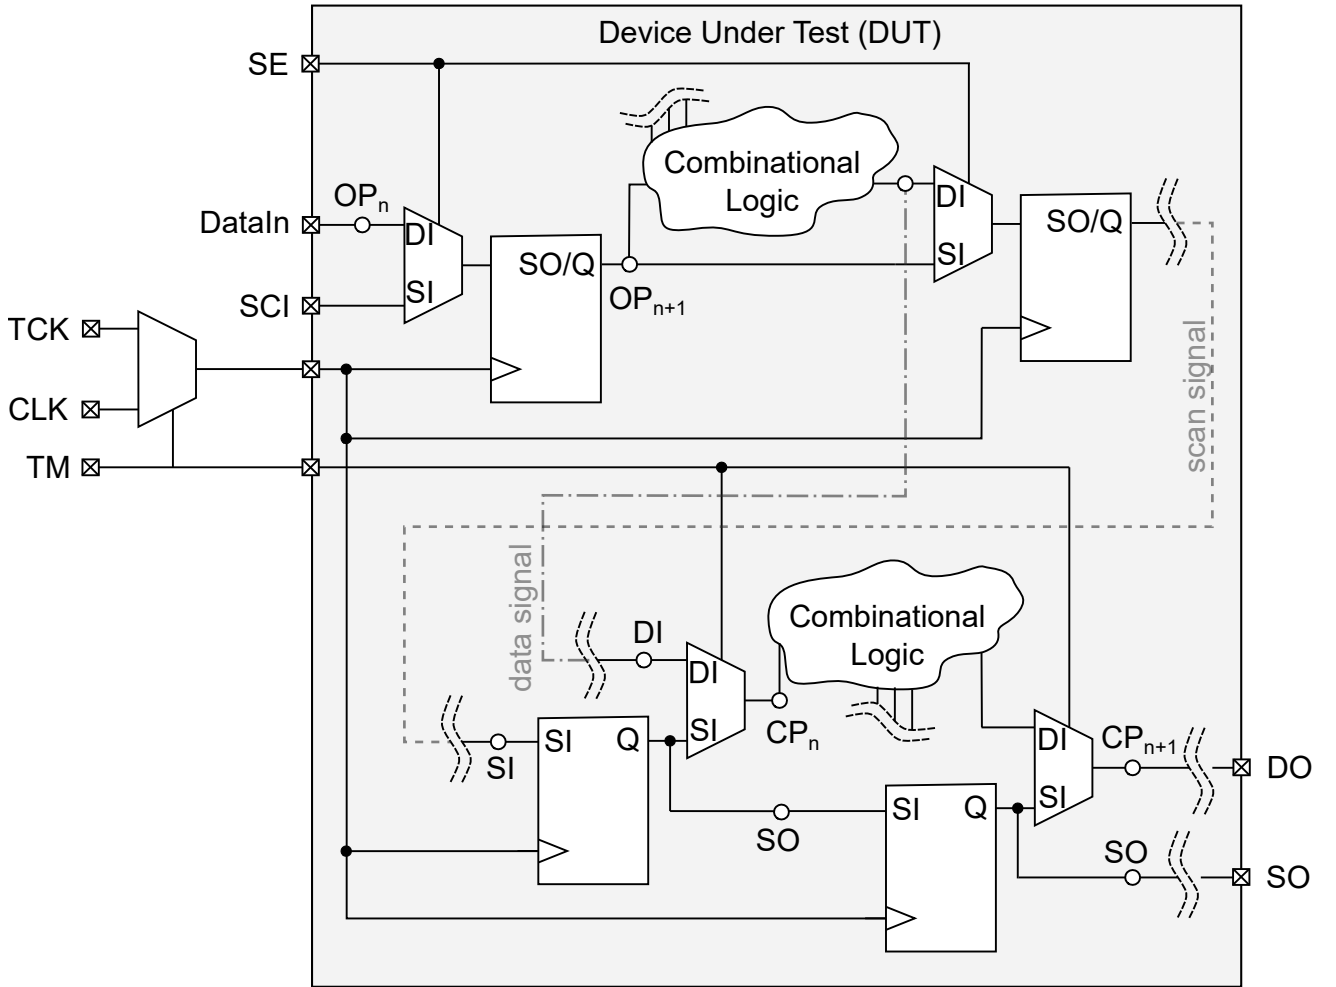 Device Under Test (DUT)
SE
Combinational
Logic
OPn
DI
DataIn
DI
SO/Q
SO/Q
SI
SI
SCI
OPn+1
TCK
scan signal
CLK
TM
data signal
Combinational
Logic
DI
DI
SI
Q
SI
CPn
SI
DI
CPn+1
DO
SI
Q
SI
SO
SO
SO